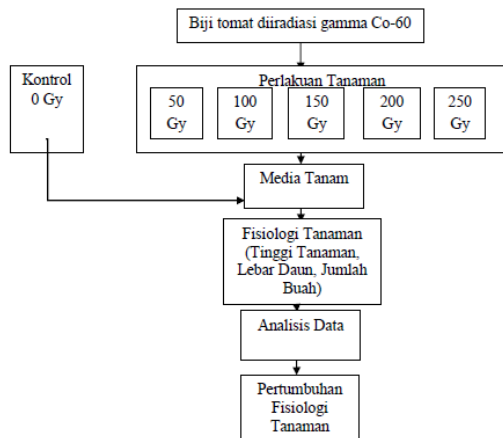 Biji tomat diiradiasi gamma Co-60
Kontrol
0 Gy
Perlakuan Tanaman
50
Gy
100
Gy
150
Gy
200
Gy
250
Gy
Media Tanam
Fisiologi Tanaman
(Tinggi Tanaman,
Lebar Daun, Jumlah
Buah)
Analisis Data
Pertumbuhan
Fisiologi
Tanaman